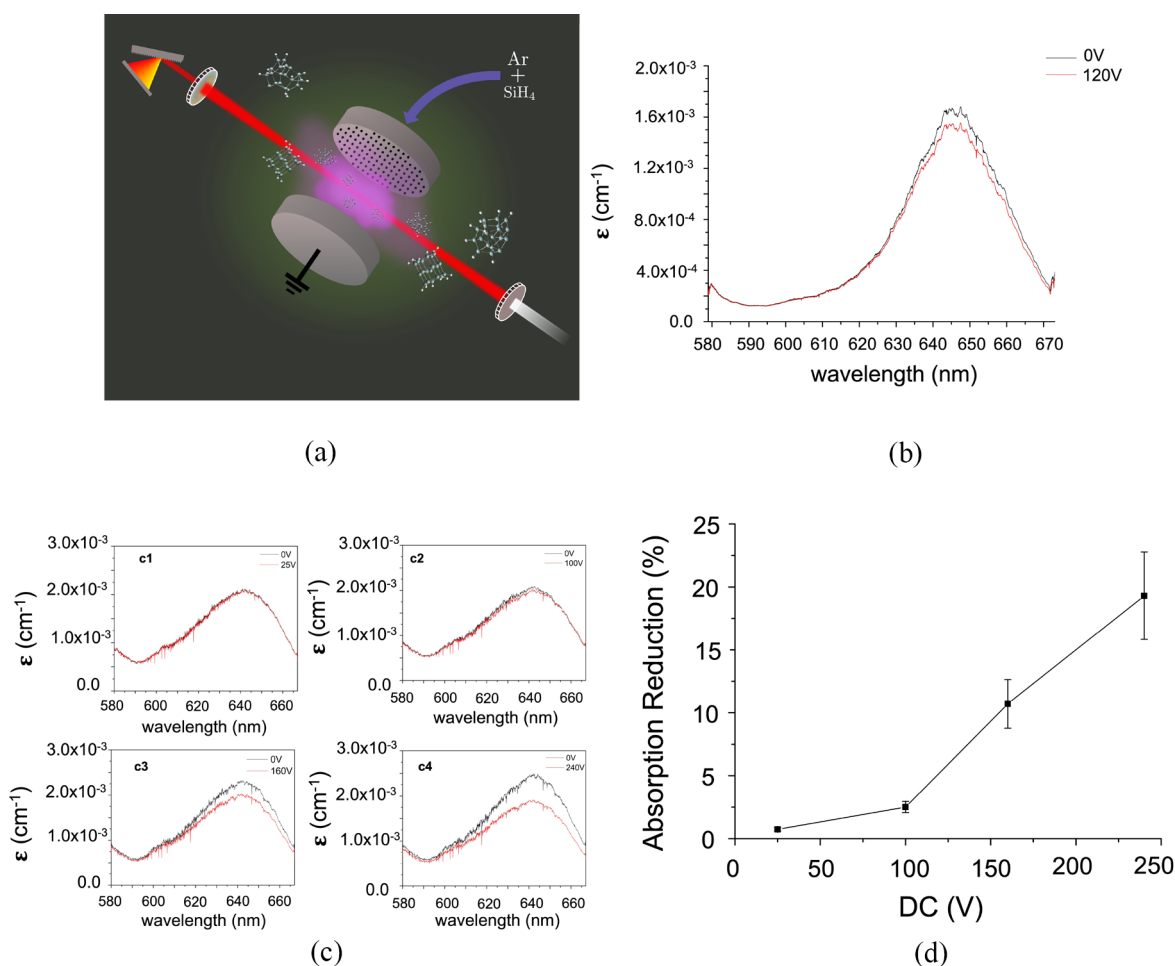 Ar
+
SiH₄
(a)
0V
120V
2.0x10⁻³
1.6x10⁻³
1.2x10⁻³
8.0x10⁻⁴
4.0x10⁻⁴
0.0
ε (cm⁻¹)
580 590 600 610 620 630 640 650 660 670
wavelength (nm)
(b)
c1
0V
25V
3.0x10⁻³
2.0x10⁻³
1.0x10⁻³
0.0
ε (cm⁻¹)
580 600 620 640 660
wavelength (nm)
c2
0V
100V
3.0x10⁻³
2.0x10⁻³
1.0x10⁻³
0.0
ε (cm⁻¹)
580 600 620 640 660
wavelength (nm)
c3
0V
160V
3.0x10⁻³
2.0x10⁻³
1.0x10⁻³
0.0
ε (cm⁻¹)
580 600 620 640 660
wavelength (nm)
c4
0V
240V
3.0x10⁻³
2.0x10⁻³
1.0x10⁻³
0.0
ε (cm⁻¹)
580 600 620 640 660
wavelength (nm)
(c)
25
20
15
10
5
0
Absorption Reduction (%)
0 50 100 150 200 250
DC (V)
(d)